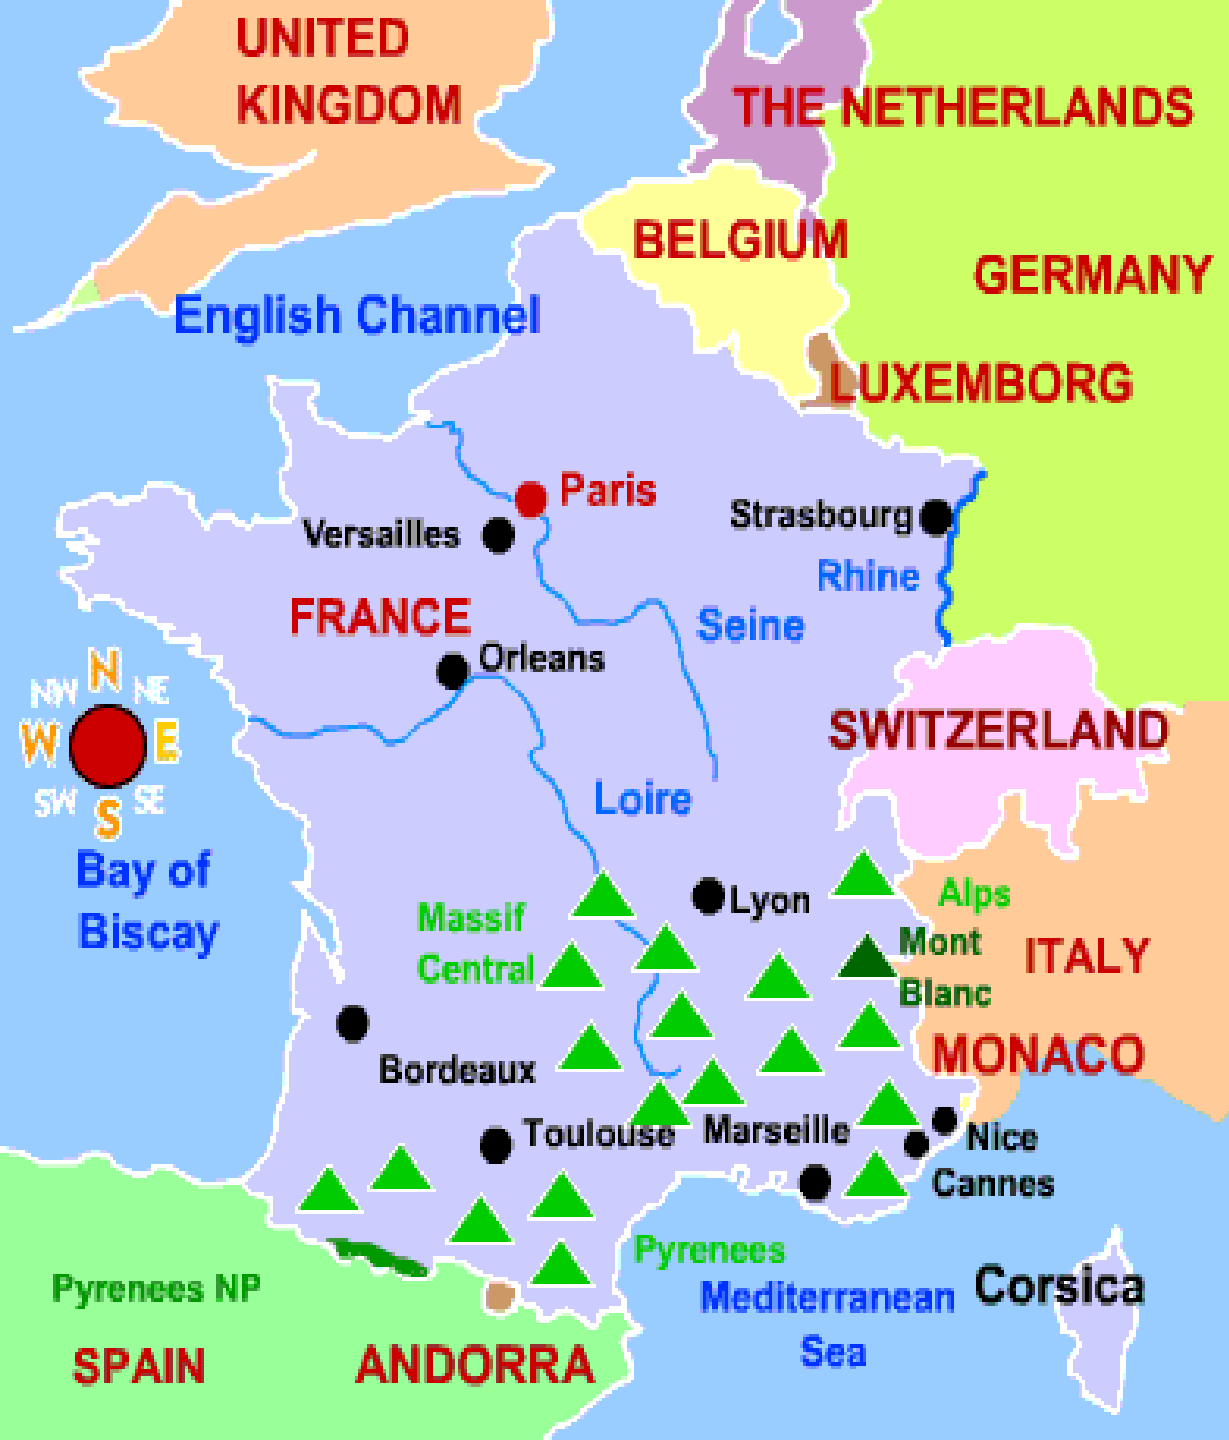 UNITED
KINGDOM
THE NETHERLANDS
BELGIUM
GERMANY
English Channel
LUXEMBORG
Paris
Strasbourg
Versailles
Rhine
FRANCE
Seine
Orleans
N
NW NE
W E
SW SE
S
SWITZERLAND
Loire
Bay of
Biscay
Lyon
Alps
Massif
Central
Mont
Blanc
ITALY
MONACO
Bordeaux
Toulouse
Marseille
Nice
Cannes
Pyrenees
Pyrenees NP
Mediterranean
Sea
Corsica
SPAIN
ANDORRA